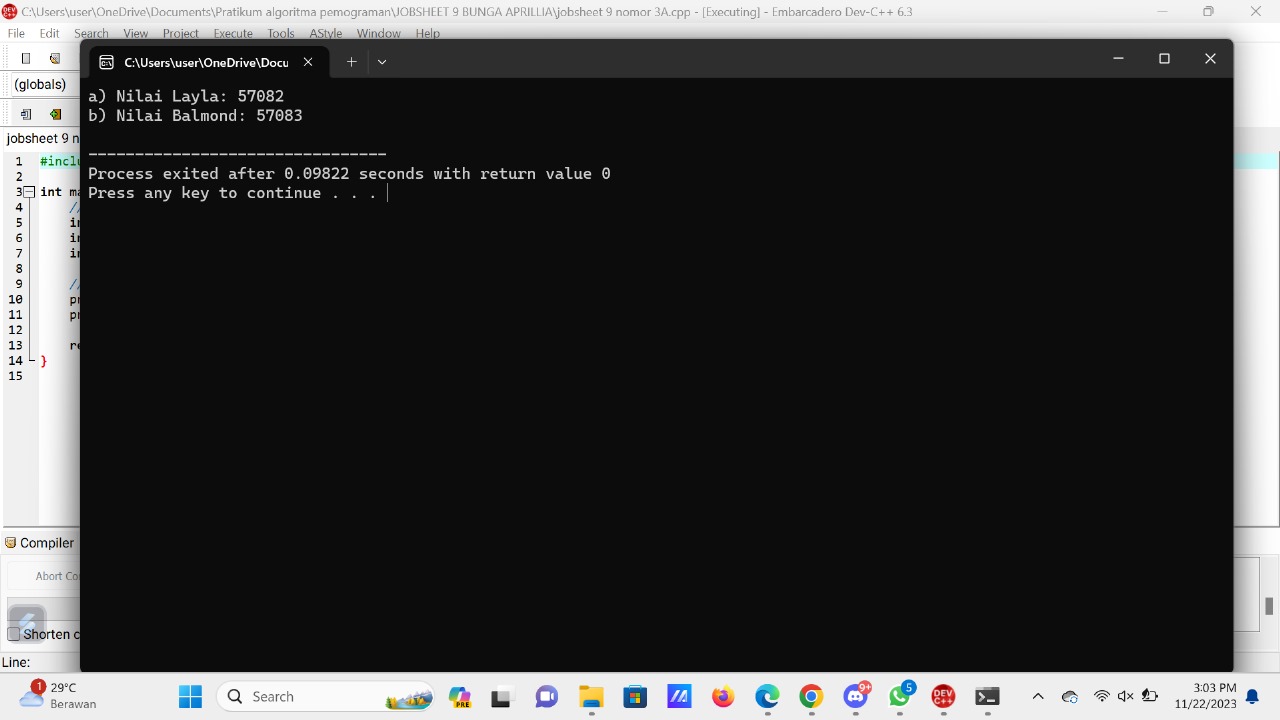 C:\Users\user\OneDrive\Documents\Pratikum algoritma pemograman\JOBSHEET 9 BUNGA APRILLIA\jobsheet 9 nomor 3A.cpp - [Executing] - Embarcadero Dev-C++ 6.3
File Edit Search View Project Execute Tools AStyle Window Help
C:\Users\user\OneDrive\Docu
(globals)
a) Nilai Layla: 57082
b) Nilai Balmond: 57083
jobsheet 9 n
--------------------------------
Process exited after 0.09822 seconds with return value 0
Press any key to continue . . .
1 #inclu
2
3 int ma
4 //
5 in
6 in
7 in
8
9 //
10 pr
11 pr
12
13 re
14 }
15
Compiler
Abort Co
Shorten c
Line:
1 29°C
Berawan
Search
PRE
9+
5
DEV C++
3:03 PM
11/22/2023